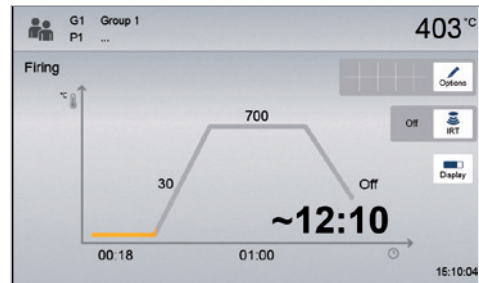 G1 Group 1
P1 ...
403 °C
Firing
Options
°C
700
Off
IRT
30
Off
Display
~12:10
00:18 01:00
15:10:04